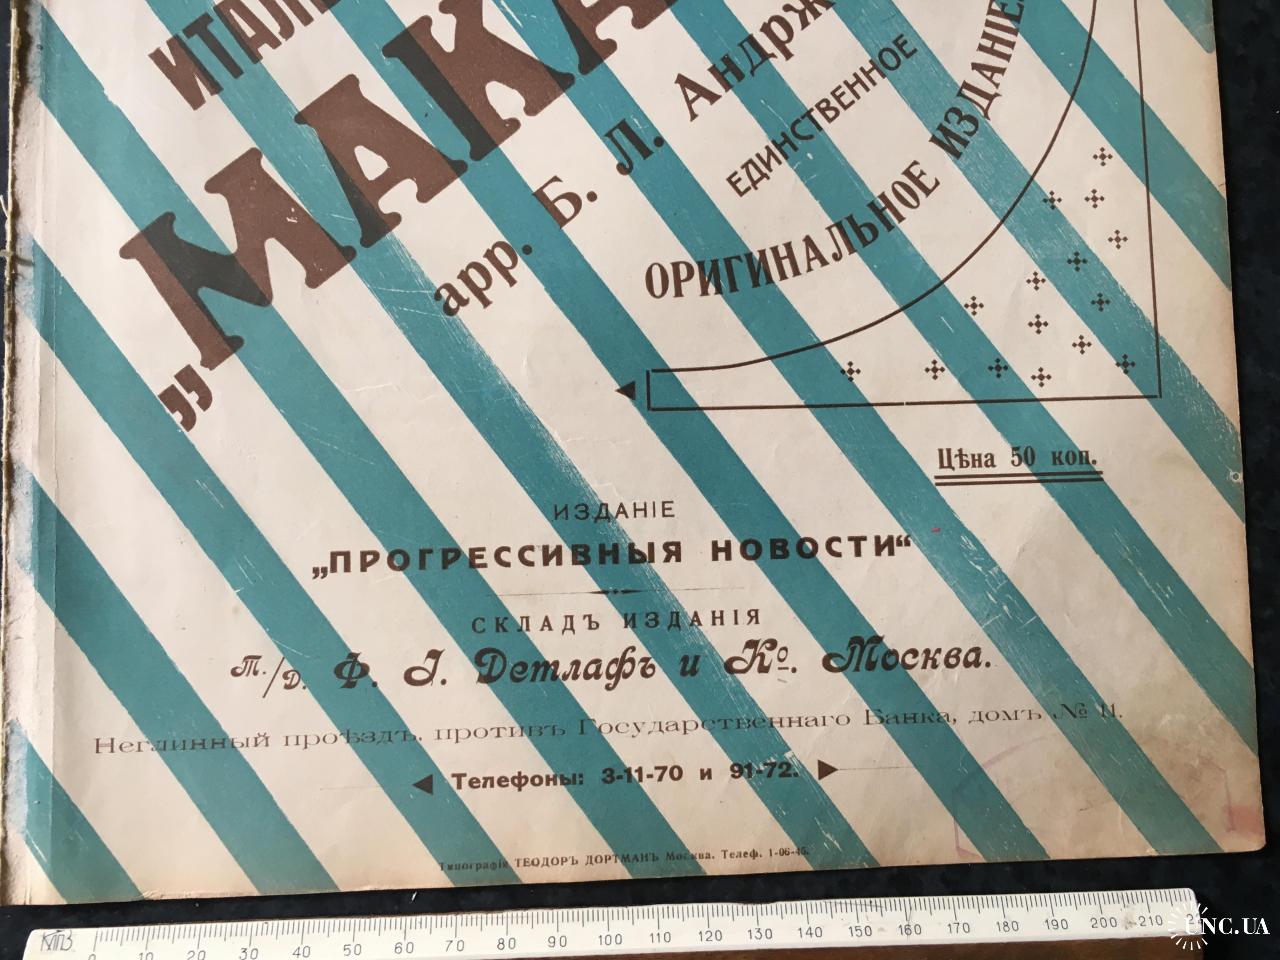 ИТАЛ
„МАКА
арр. Б. Л. Андрж
ЕДИНСТВЕННОЕ
ОРИГИНАЛЬНОЕ ИЗДАНІЕ
Цѣна 50 коп.
ИЗДАНІЕ
„ПРОГРЕССИВНЫЯ НОВОСТИ“
СКЛАДЪ ИЗДАНІЯ
Т./Д. Ф. І. Детлафъ и Ко. Москва.
Неглинный проѣздъ, противъ Государственнаго Банка, домъ № 11.
Телефоны: 3-11-70 и 91-72.
Типографія ТЕОДОРЪ ДОРТМАНЪ Москва. Телеф. 1-06-45.
0 10 20 30 40 50 60 70 80 90 100 110 120 130 140 150 160 170 180 190 200 210
UNC.UA